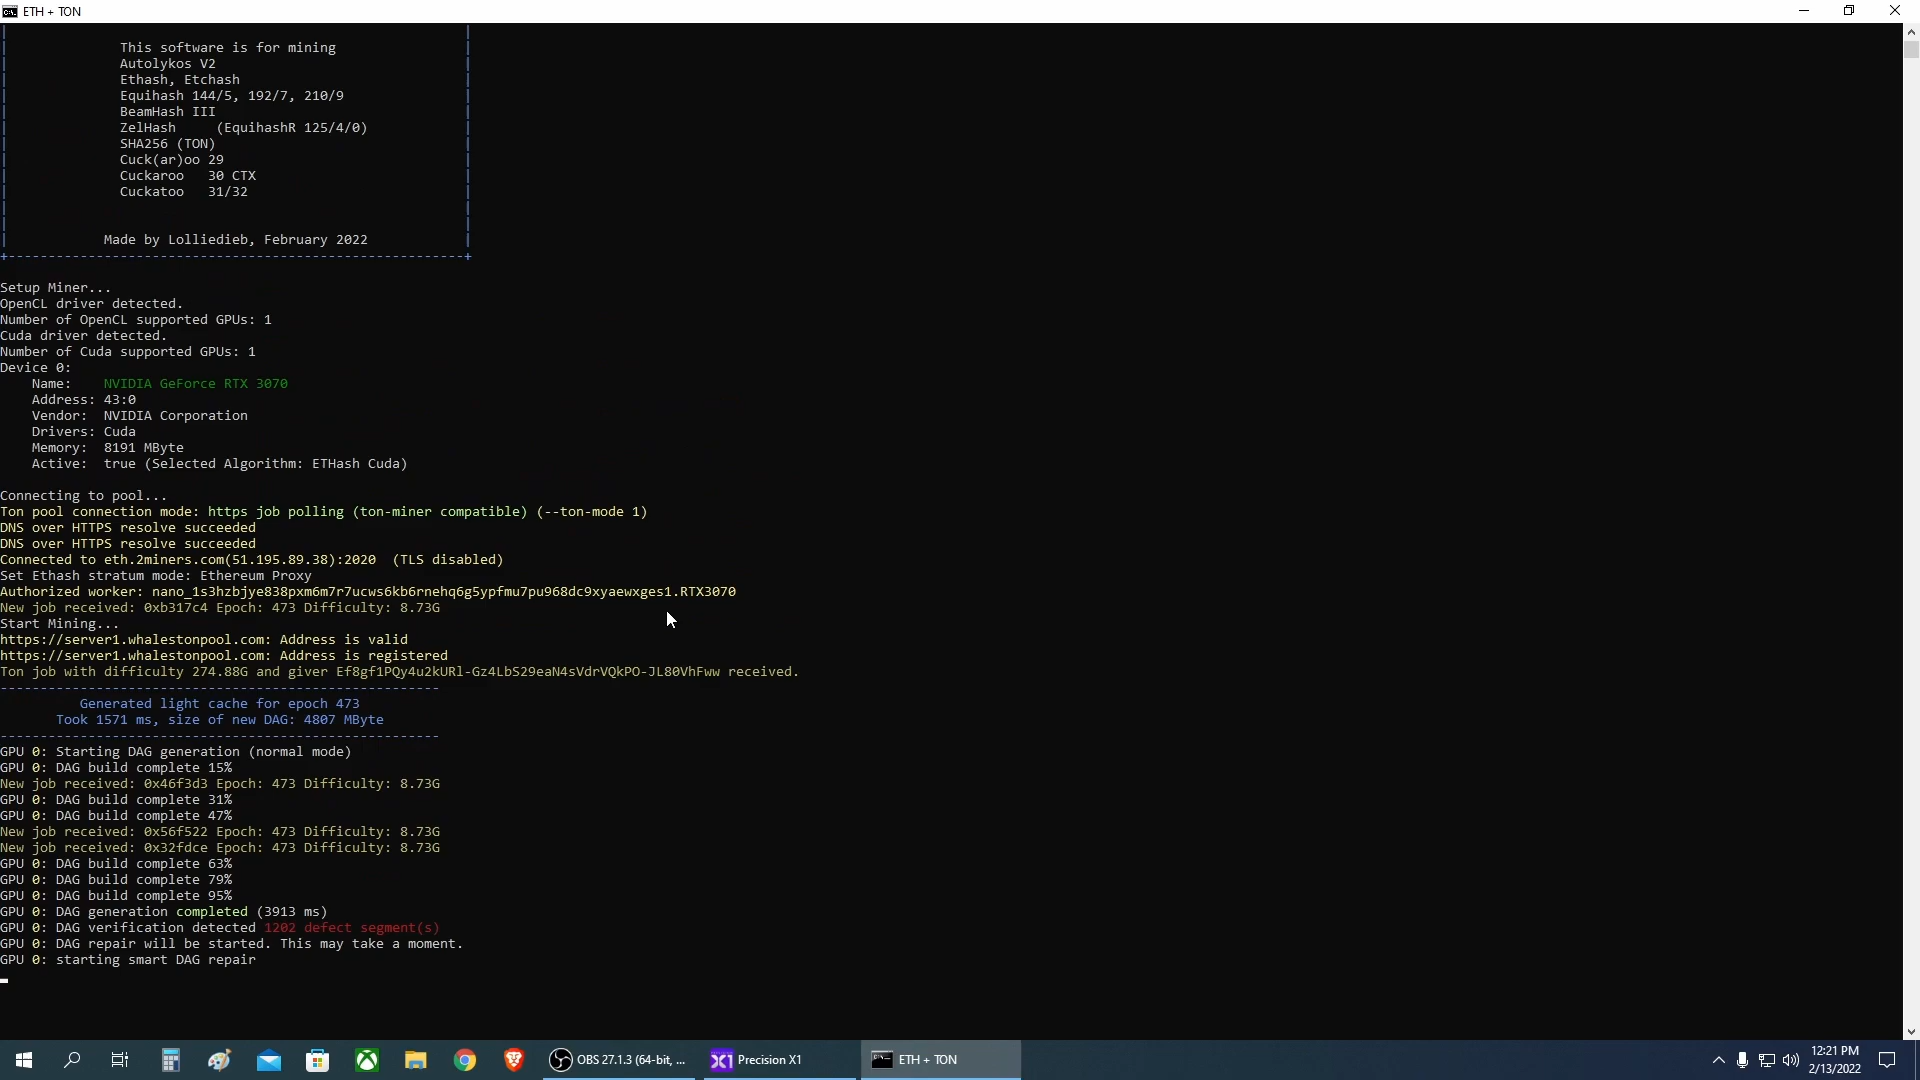 ETH + TON
This software is for mining
Autolykos V2
Ethash, Etchash
Equihash 144/5, 192/7, 210/9
BeamHash III
ZelHash (EquihashR 125/4/0)
SHA256 (TON)
Cuck(ar)oo 29
Cuckaroo 30 CTX
Cuckatoo 31/32
Made by Lolliedieb, February 2022
Setup Miner...
OpenCL driver detected.
Number of OpenCL supported GPUs: 1
Cuda driver detected.
Number of Cuda supported GPUs: 1
Device 0:
Name: NVIDIA GeForce RTX 3070
Address: 43:0
Vendor: NVIDIA Corporation
Drivers: Cuda
Memory: 8191 MByte
Active: true (Selected Algorithm: ETHash Cuda)
Connecting to pool...
Ton pool connection mode: https job polling (ton-miner compatible) (--ton-mode 1)
DNS over HTTPS resolve succeeded
DNS over HTTPS resolve succeeded
Connected to eth.2miners.com(51.195.89.38):2020 (TLS disabled)
Set Ethash stratum mode: Ethereum Proxy
Authorized worker: nano_1s3hzbjye838pxm6m7r7ucws6kb6rnehq6g5ypfmu7pu968dc9xyaewxges1.RTX3070
New job received: 0xb317c4 Epoch: 473 Difficulty: 8.73G
Start Mining...
https://server1.whalestonpool.com: Address is valid
https://server1.whalestonpool.com: Address is registered
Ton job with difficulty 274.88G and giver Ef8gf1PQy4u2kURl-Gz4LbS29eaN4sVdrVQkPO-JL80VhFww received.
Generated light cache for epoch 473
Took 1571 ms, size of new DAG: 4807 MByte
GPU 0: Starting DAG generation (normal mode)
GPU 0: DAG build complete 15%
New job received: 0x46f3d3 Epoch: 473 Difficulty: 8.73G
GPU 0: DAG build complete 31%
GPU 0: DAG build complete 47%
New job received: 0x56f522 Epoch: 473 Difficulty: 8.73G
New job received: 0x32fdce Epoch: 473 Difficulty: 8.73G
GPU 0: DAG build complete 63%
GPU 0: DAG build complete 79%
GPU 0: DAG build complete 95%
GPU 0: DAG generation completed (3913 ms)
GPU 0: DAG verification detected 1202 defect segment(s)
GPU 0: DAG repair will be started. This may take a moment.
GPU 0: starting smart DAG repair
OBS 27.1.3 (64-bit, ...
X1 Precision X1
ETH + TON
12:21 PM
2/13/2022